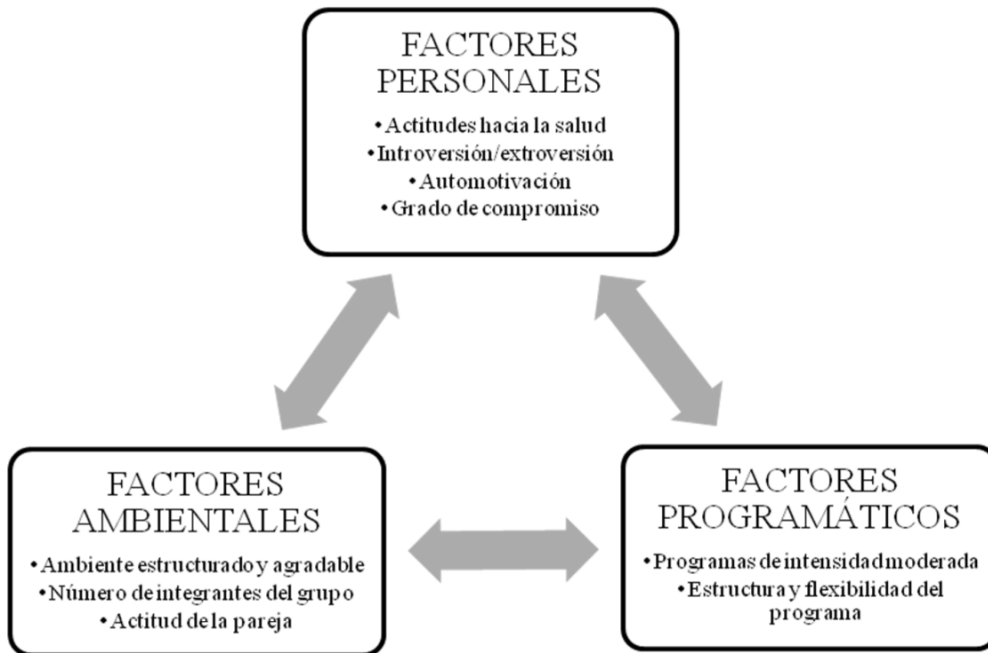 FACTORES
PERSONALES
•Actitudes hacia la salud
•Introversión/extroversión
•Automotivación
•Grado de compromiso
FACTORES
AMBIENTALES
•Ambiente estructurado y agradable
•Número de integrantes del grupo
•Actitud de la pareja
FACTORES
PROGRAMÁTICOS
•Programas de intensidad moderada
•Estructura y flexibilidad del
programa